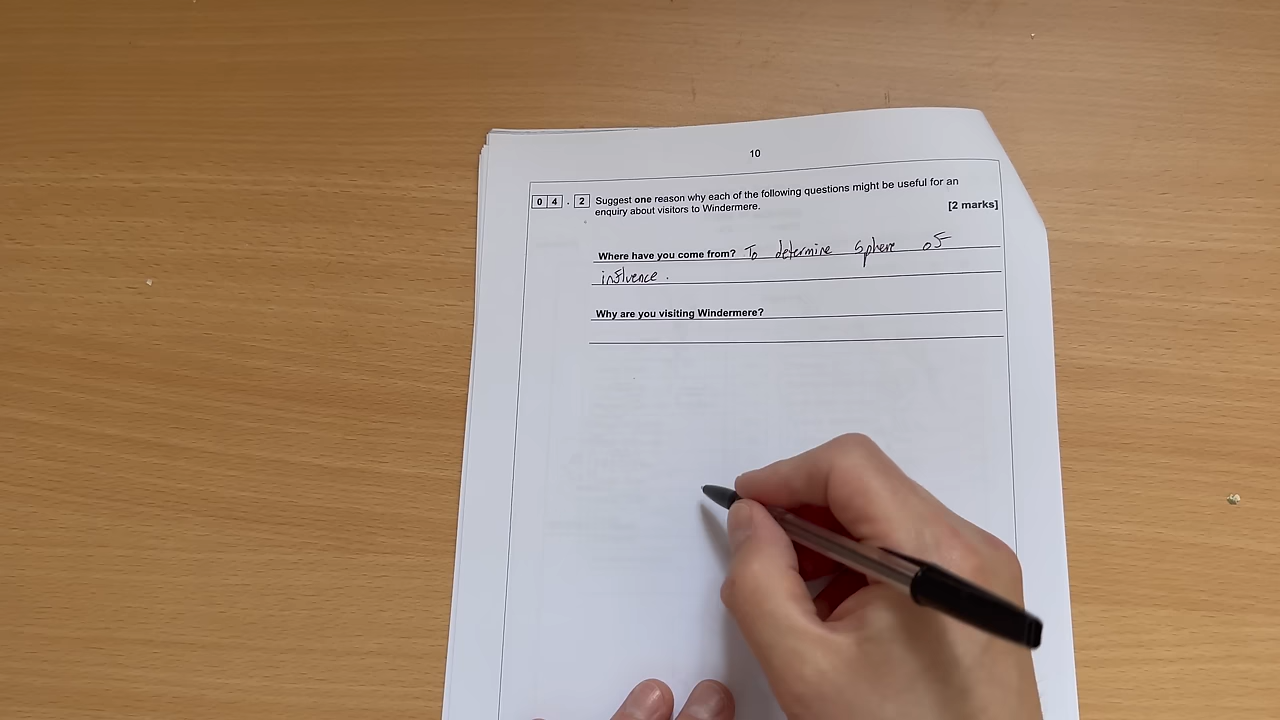 10
04.2 Suggest one reason why each of the following questions might be useful for an
enquiry about visitors to Windermere.
[2 marks]
Where have you come from? To determine sphere of
influence.
Why are you visiting Windermere?